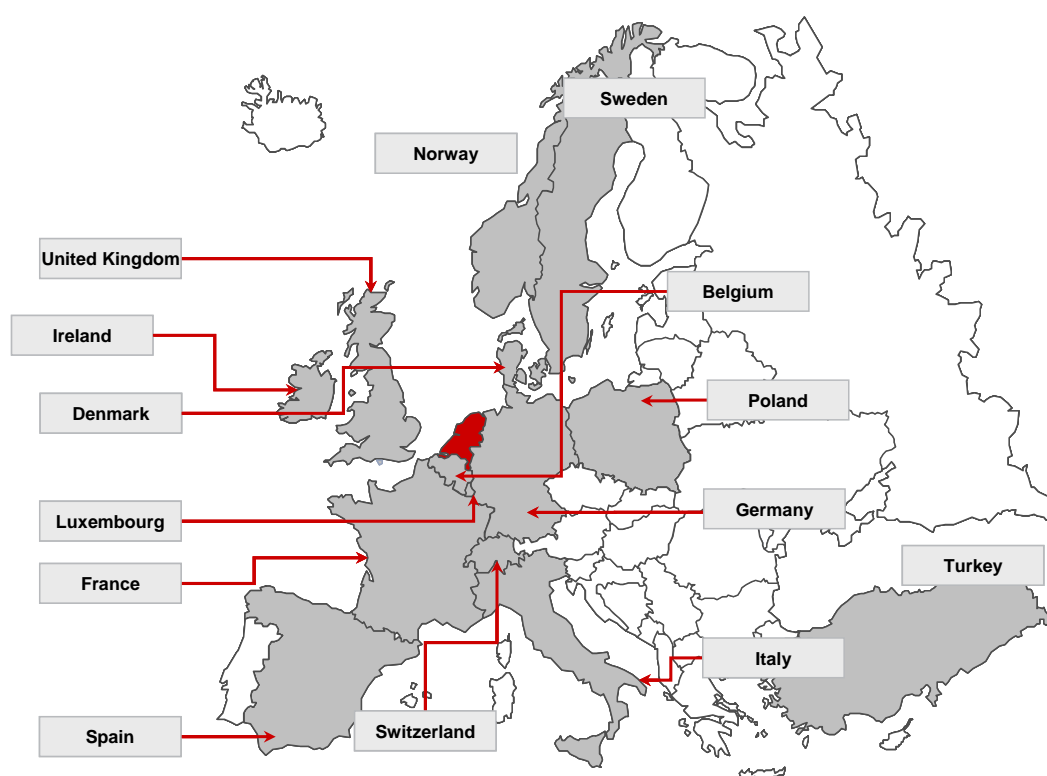 Sweden
Norway
United Kingdom
Belgium
Ireland
Denmark
Poland
Luxembourg
Germany
France
Turkey
Italy
Spain
Switzerland